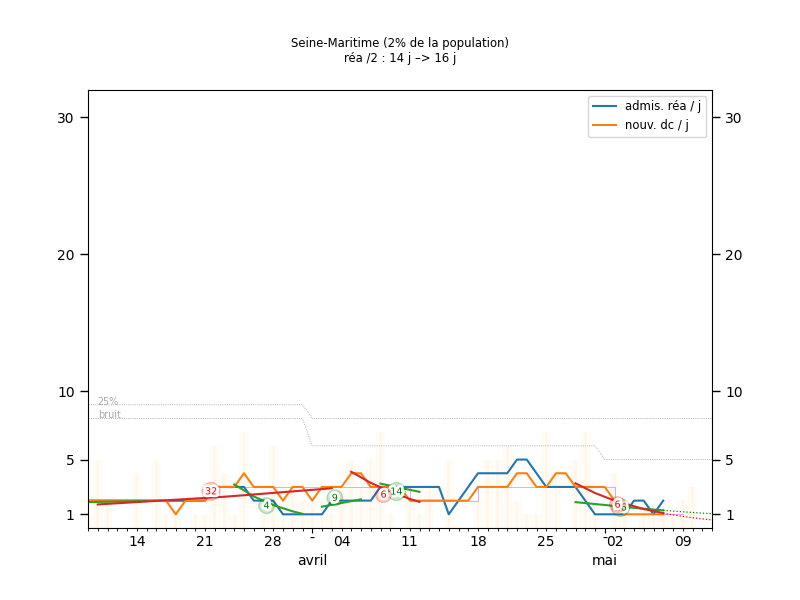 Seine-Maritime (2% de la population)
réa /2 : 14 j –> 16 j
admis. réa / j
nouv. dc / j
30 30
20 20
10 10
25%
bruit
5 5
32 4 9 6 14 6
1 1
14 21 28 - 04 11 18 25 - 02 09
avril mai